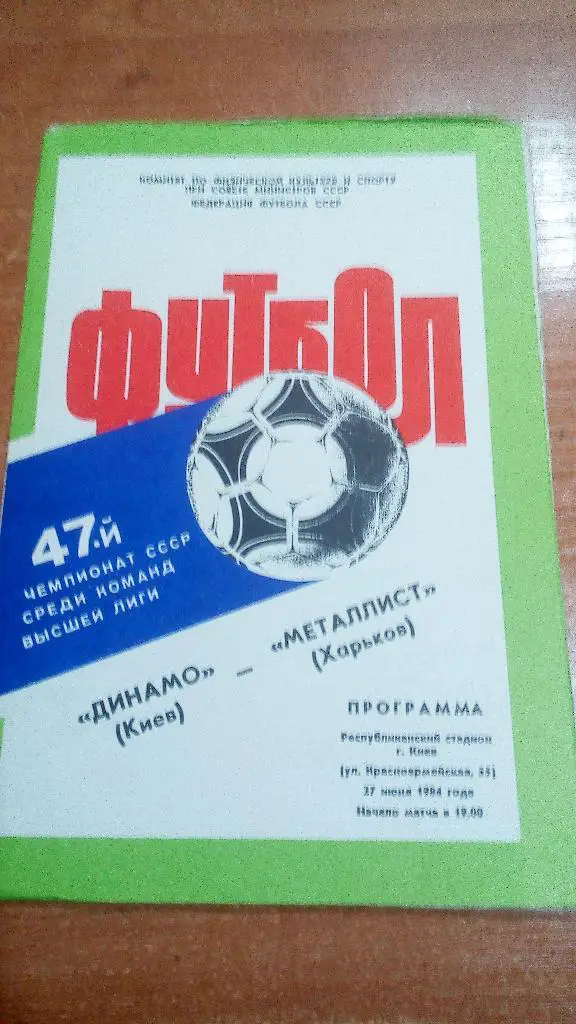 КОМИТЕТ ПО ФИЗИЧЕСКОЙ КУЛЬТУРЕ И СПОРТУ
ПРИ СОВЕТЕ МИНИСТРОВ СССР
ФЕДЕРАЦИЯ ФУТБОЛА СССР
ФУТБОЛ
47-й
ЧЕМПИОНАТ СССР
СРЕДИ КОМАНД
ВЫСШЕЙ ЛИГИ
«ДИНАМО» – «МЕТАЛЛИСТ»
(Киев) (Харьков)
ПРОГРАММА
Республиканский стадион
г. Киев
(ул. Красноармейская, 55)
27 июня 1984 года
Начало матча в 19.00